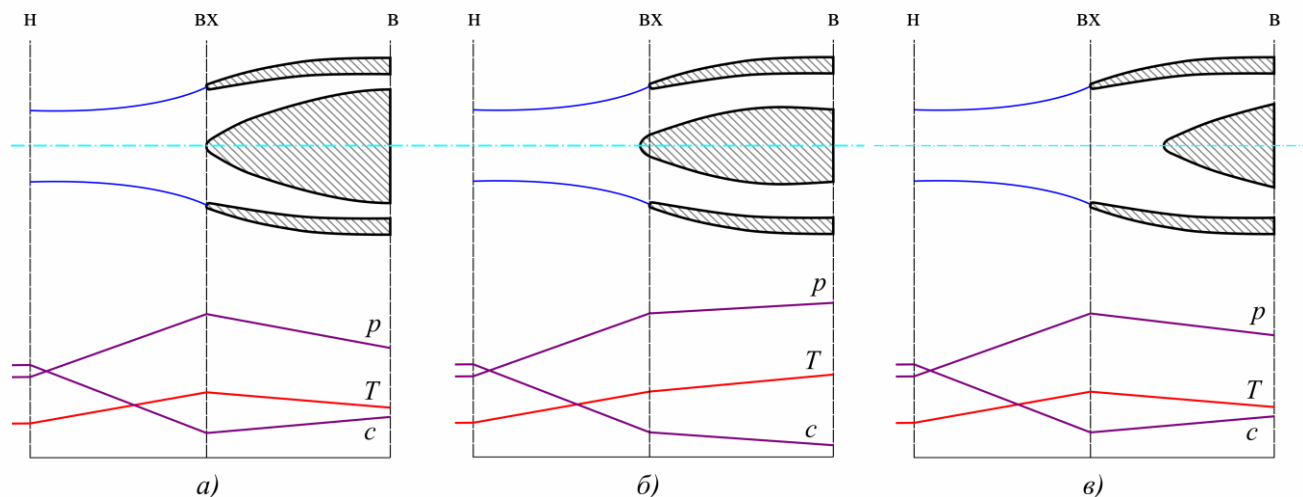 н вх в н вх в н вх в
p p p
T T T
c c c
а) б) в)